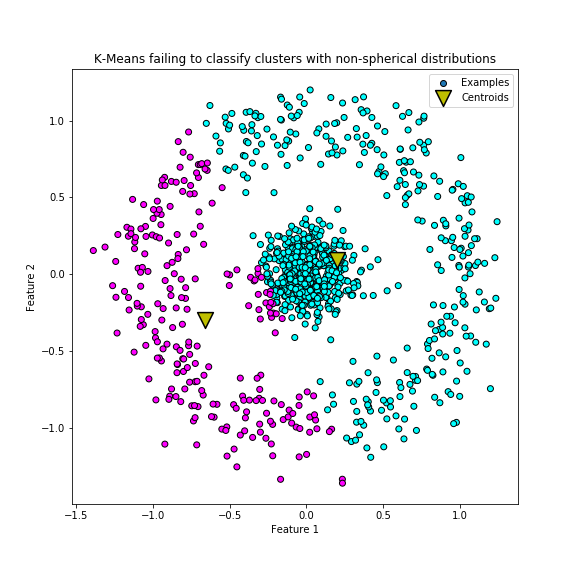 K-Means failing to classify clusters with non-spherical distributions
Examples
Centroids
Feature 2
1.0
0.5
0.0
−0.5
−1.0
−1.5 −1.0 −0.5 0.0 0.5 1.0
Feature 1